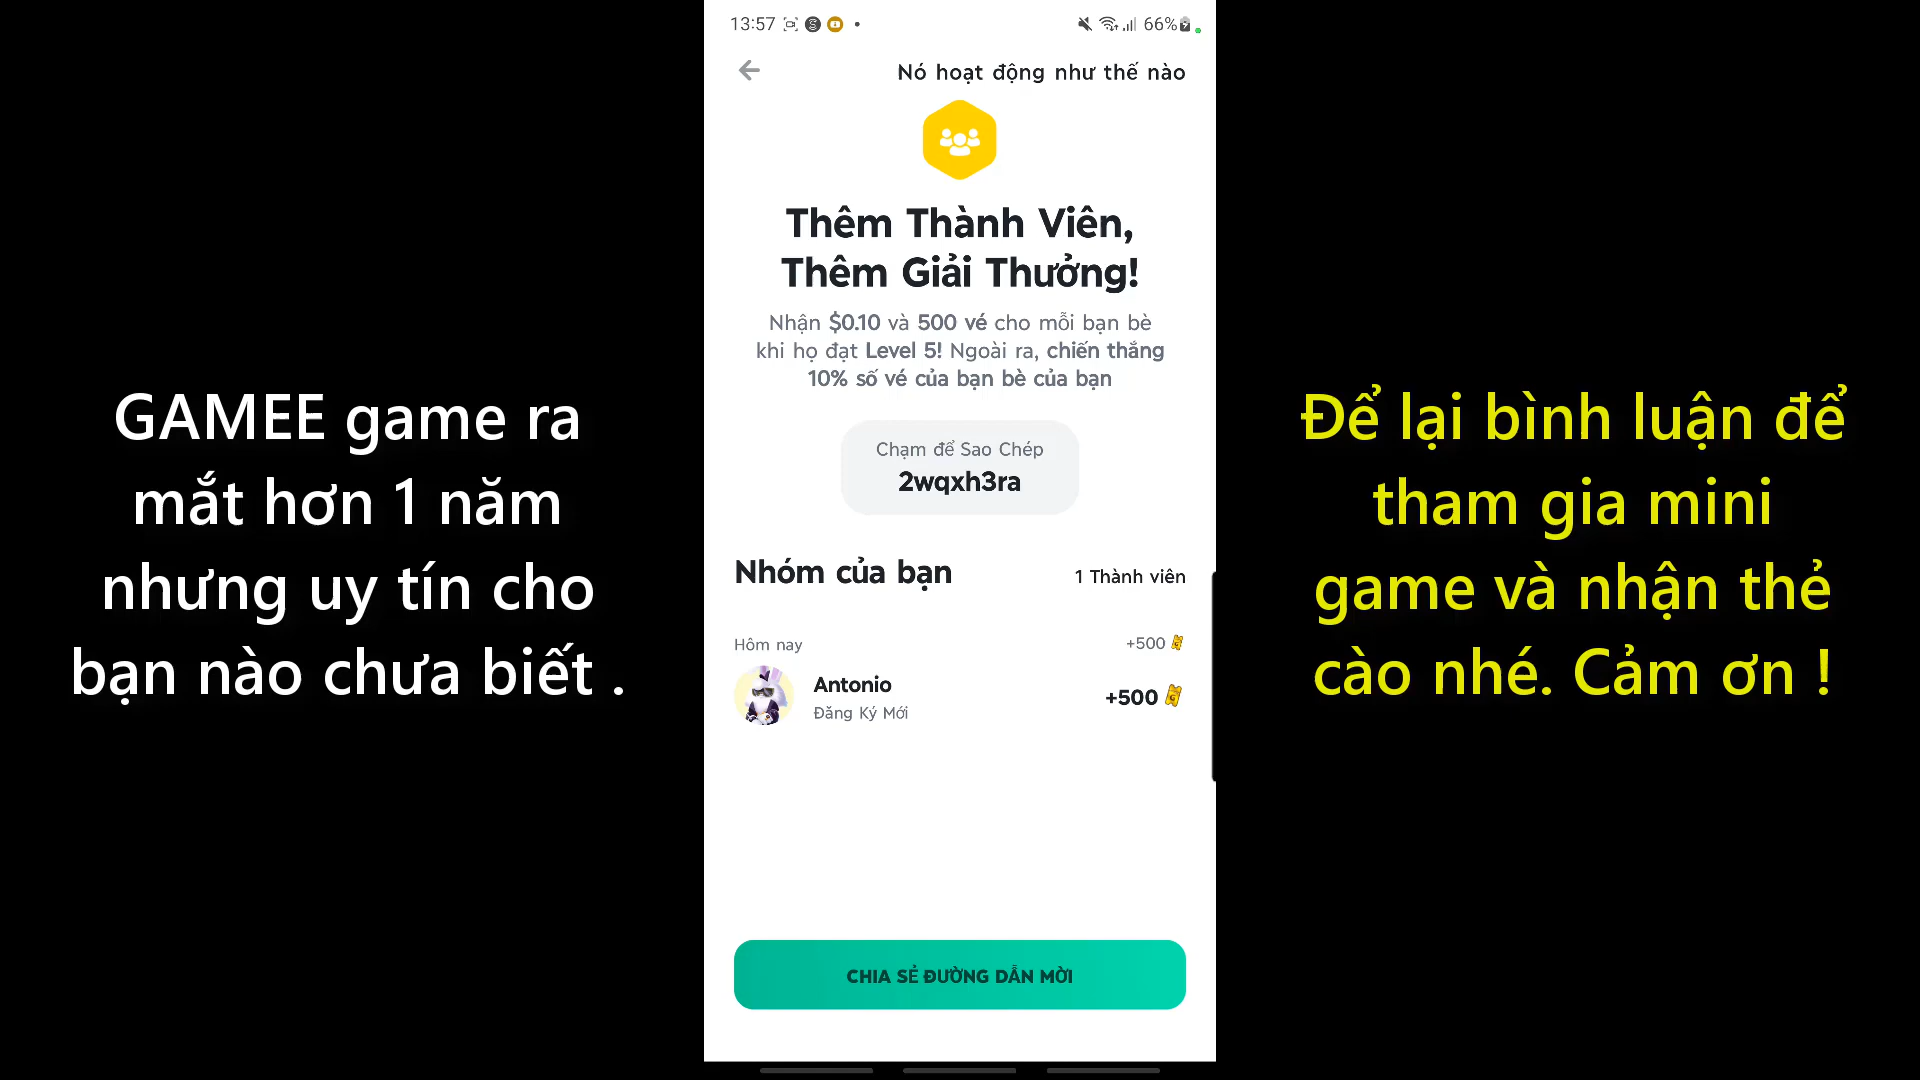 13:57
66%
Nó hoạt động như thế nào
Thêm Thành Viên,
Thêm Giải Thưởng!
Nhận $0.10 và 500 vé cho mỗi bạn bè
khi họ đạt Level 5! Ngoài ra, chiến thắng
10% số vé của bạn bè của bạn
Chạm để Sao Chép
2wqxh3ra
Nhóm của bạn
1 Thành viên
Hôm nay
+500
Antonio
Đăng Ký Mới
+500
CHIA SẺ ĐƯỜNG DẪN MỜI
GAMEE game ra
mắt hơn 1 năm
nhưng uy tín cho
bạn nào chưa biết .
Để lại bình luận để
tham gia mini
game và nhận thẻ
cào nhé. Cảm ơn !